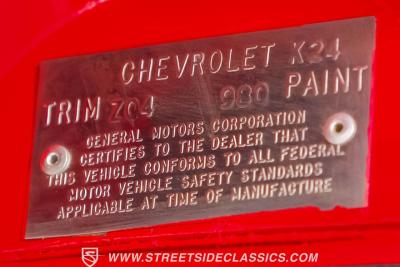 CHEVROLET K24
TRIM Z04 980 PAINT
GENERAL MOTORS CORPORATION
CERTIFIES TO THE DEALER THAT
THIS VEHICLE CONFORMS TO ALL FEDERAL
MOTOR VEHICLE SAFETY STANDARDS
APPLICABLE AT TIME OF MANUFACTURE
WWW.STREETSIDECLASSICS.COM